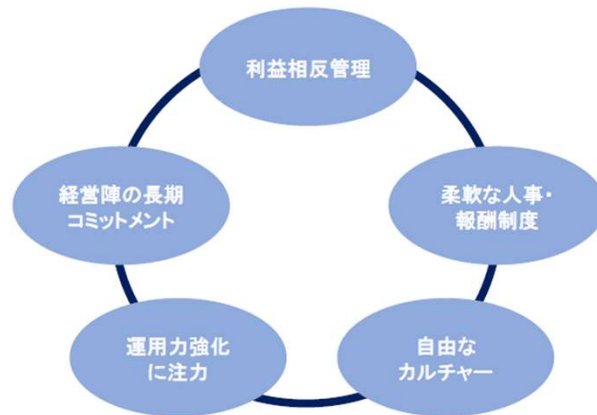 利益相反管理
経営陣の長期
コミットメント
柔軟な人事・
報酬制度
運用力強化
に注力
自由な
カルチャー